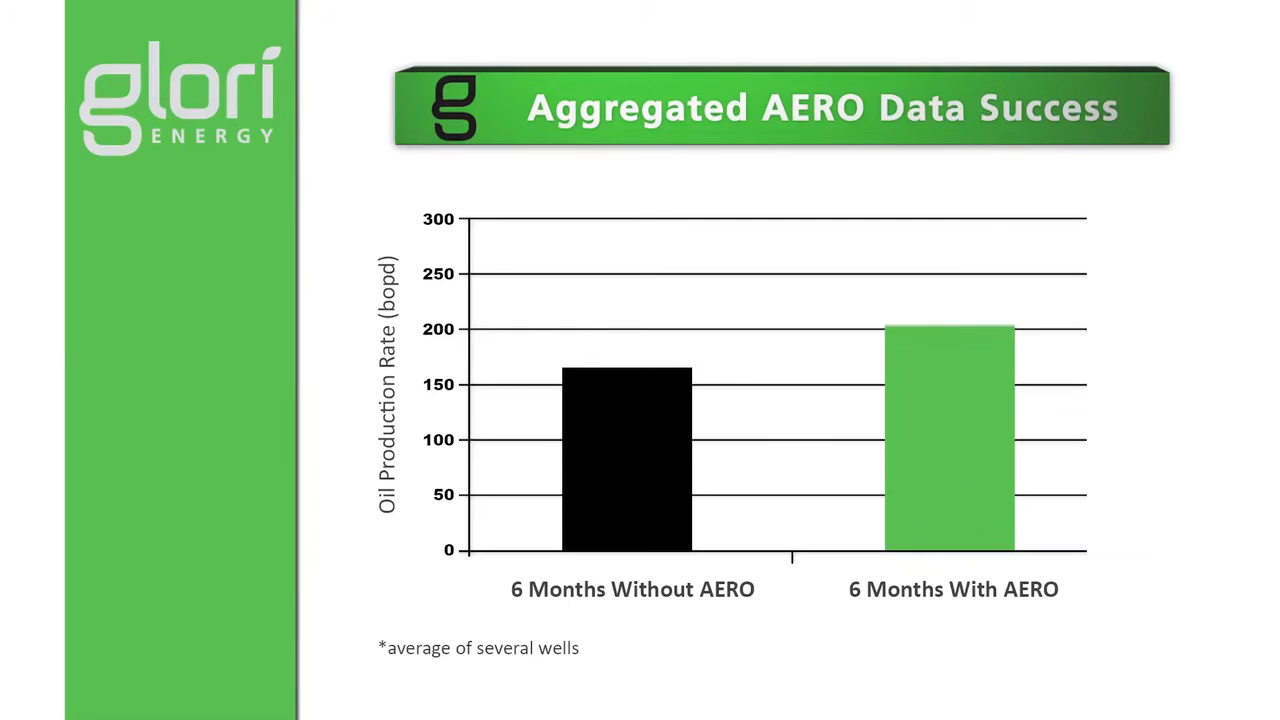 glori
ENERGY
g Aggregated AERO Data Success
Oil Production Rate (bopd)
300
250
200
150
100
50
0
6 Months Without AERO
6 Months With AERO
*average of several wells